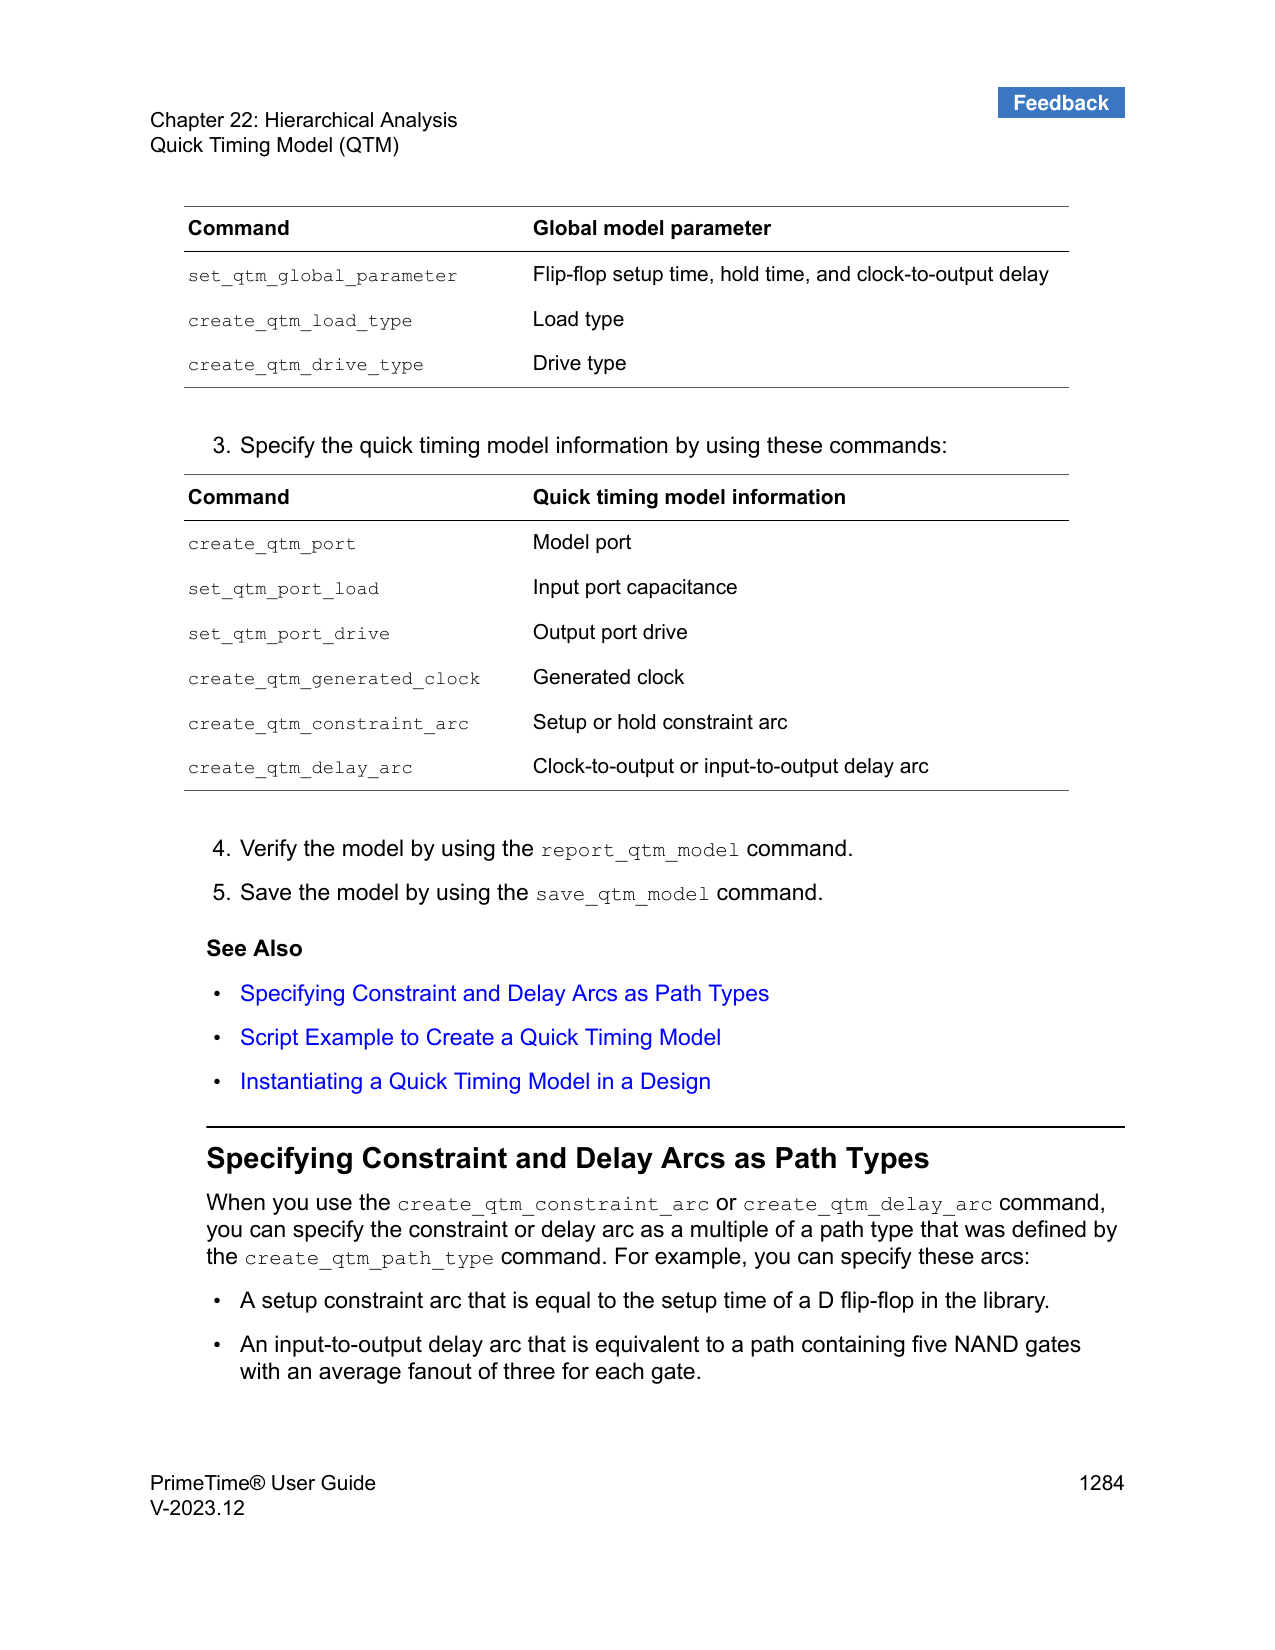 Feedback
Chapter 22: Hierarchical Analysis
Quick Timing Model (QTM)
Command Global model parameter
set_qtm_global_parameter Flip-flop setup time, hold time, and clock-to-output delay
create_qtm_load_type Load type
create_qtm_drive_type Drive type
3. Specify the quick timing model information by using these commands:
Command Quick timing model information
create_qtm_port Model port
set_qtm_port_load Input port capacitance
set_qtm_port_drive Output port drive
create_qtm_generated_clock Generated clock
create_qtm_constraint_arc Setup or hold constraint arc
create_qtm_delay_arc Clock-to-output or input-to-output delay arc
4. Verify the model by using the report_qtm_model command.
5. Save the model by using the save_qtm_model command.
See Also
• Specifying Constraint and Delay Arcs as Path Types
• Script Example to Create a Quick Timing Model
• Instantiating a Quick Timing Model in a Design
Specifying Constraint and Delay Arcs as Path Types
When you use the create_qtm_constraint_arc or create_qtm_delay_arc command,
you can specify the constraint or delay arc as a multiple of a path type that was defined by
the create_qtm_path_type command. For example, you can specify these arcs:
• A setup constraint arc that is equal to the setup time of a D flip-flop in the library.
• An input-to-output delay arc that is equivalent to a path containing five NAND gates
with an average fanout of three for each gate.
PrimeTime® User Guide 1284
V-2023.12